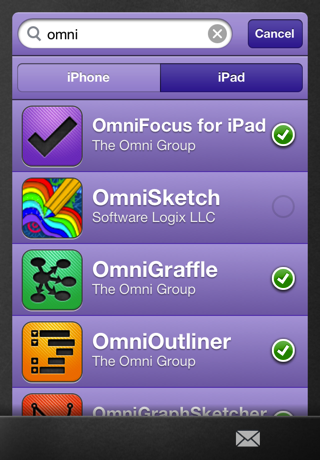 omni
Cancel
iPhone
iPad
OmniFocus for iPad
The Omni Group
OmniSketch
Software Logix LLC
OmniGraffle
The Omni Group
OmniOutliner
The Omni Group
OmniGraphSketcher